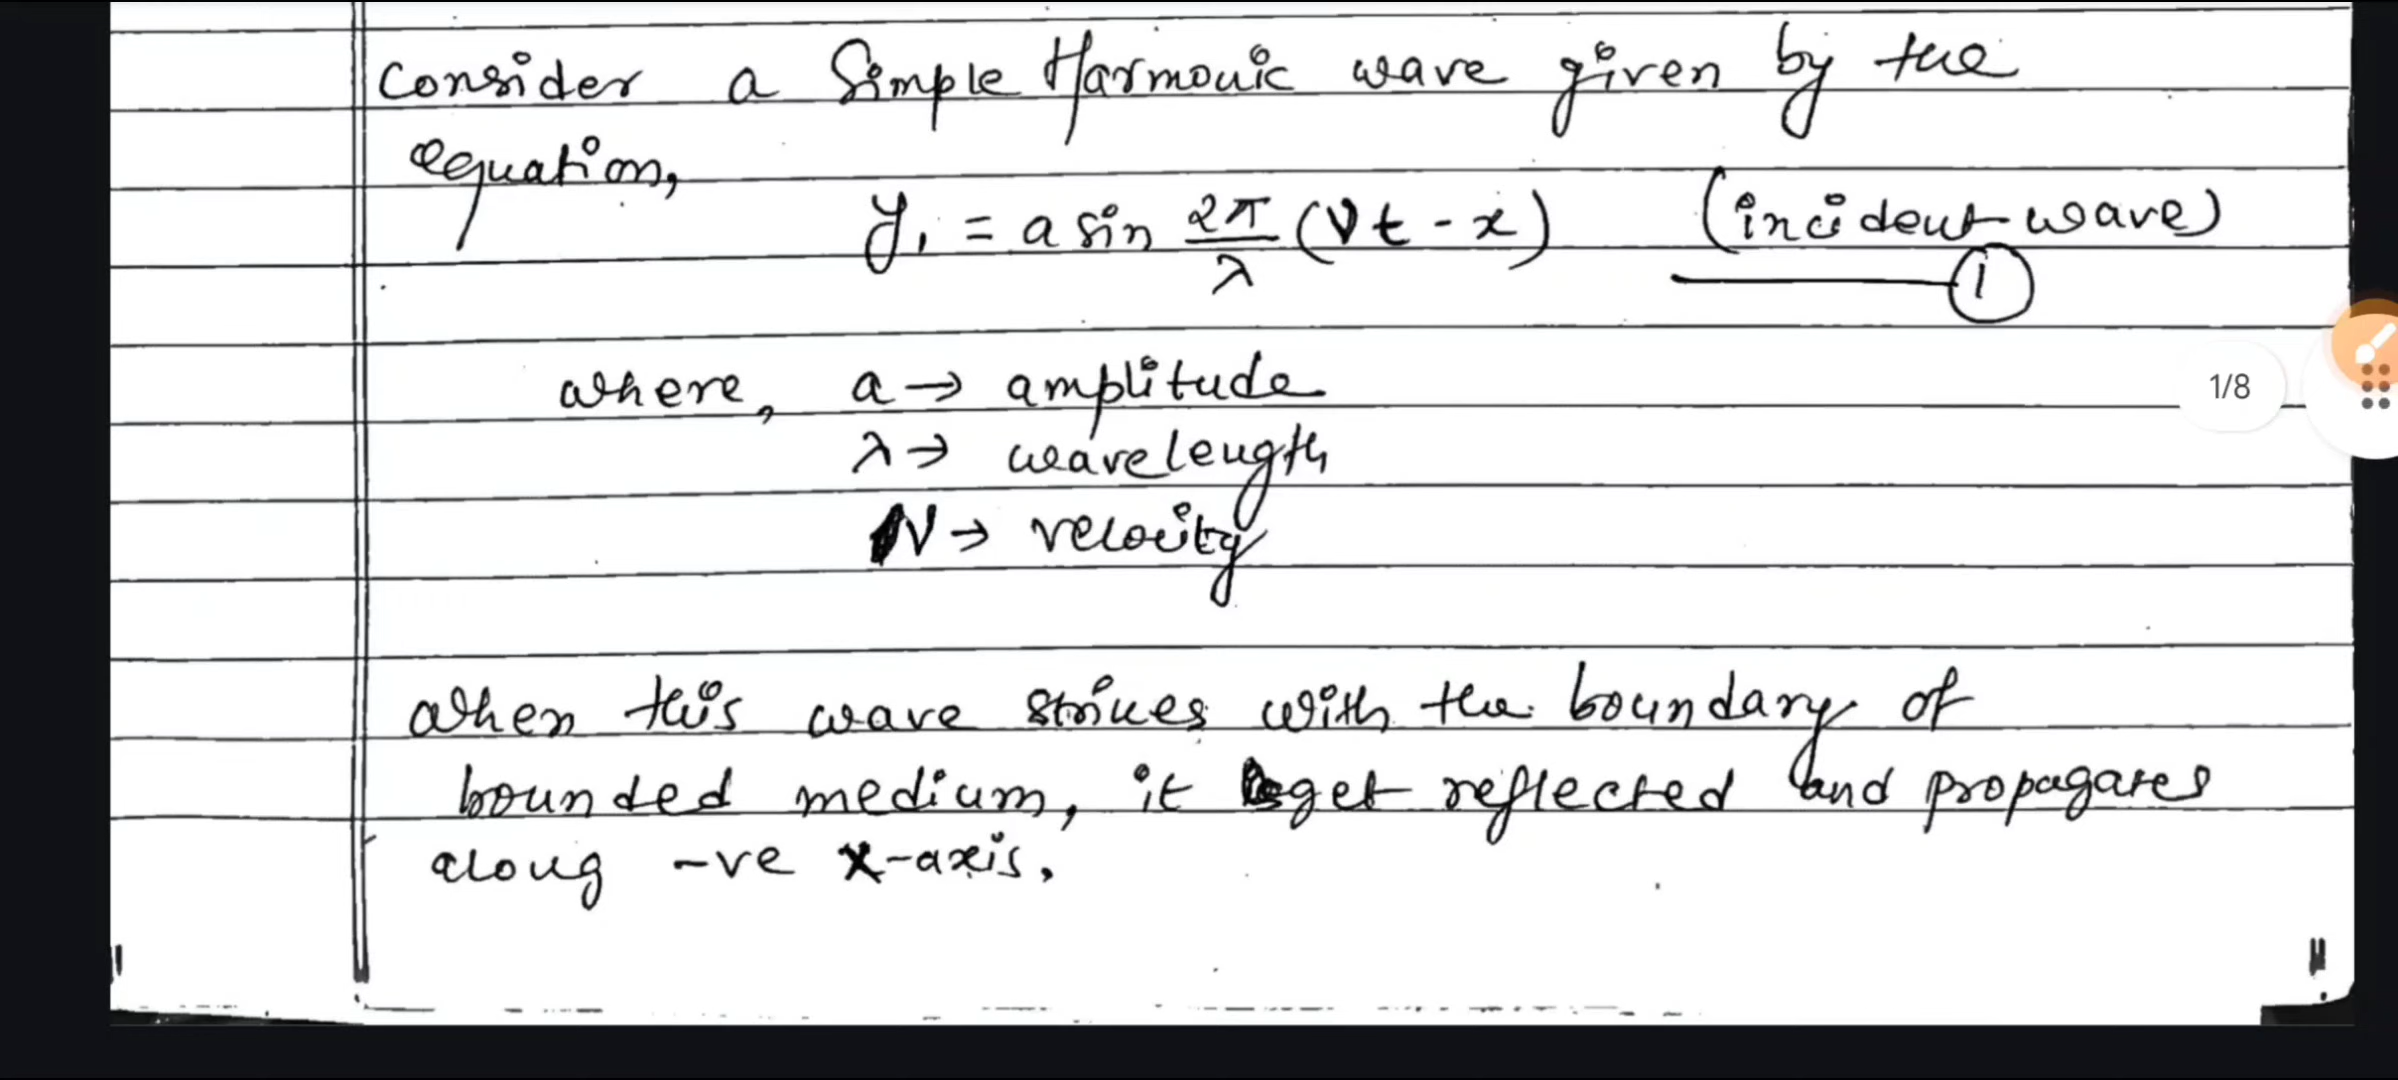 Consider a Simple Harmonic wave given by the
equation,
y₁ = a sin 2π/λ (Vt - x) (incident wave)
①
where, a → amplitude
1/8
λ → wavelength
V → velocity
when this wave strikes with the boundary of
bounded medium, it get reflected and propagates
along -ve X-axis.